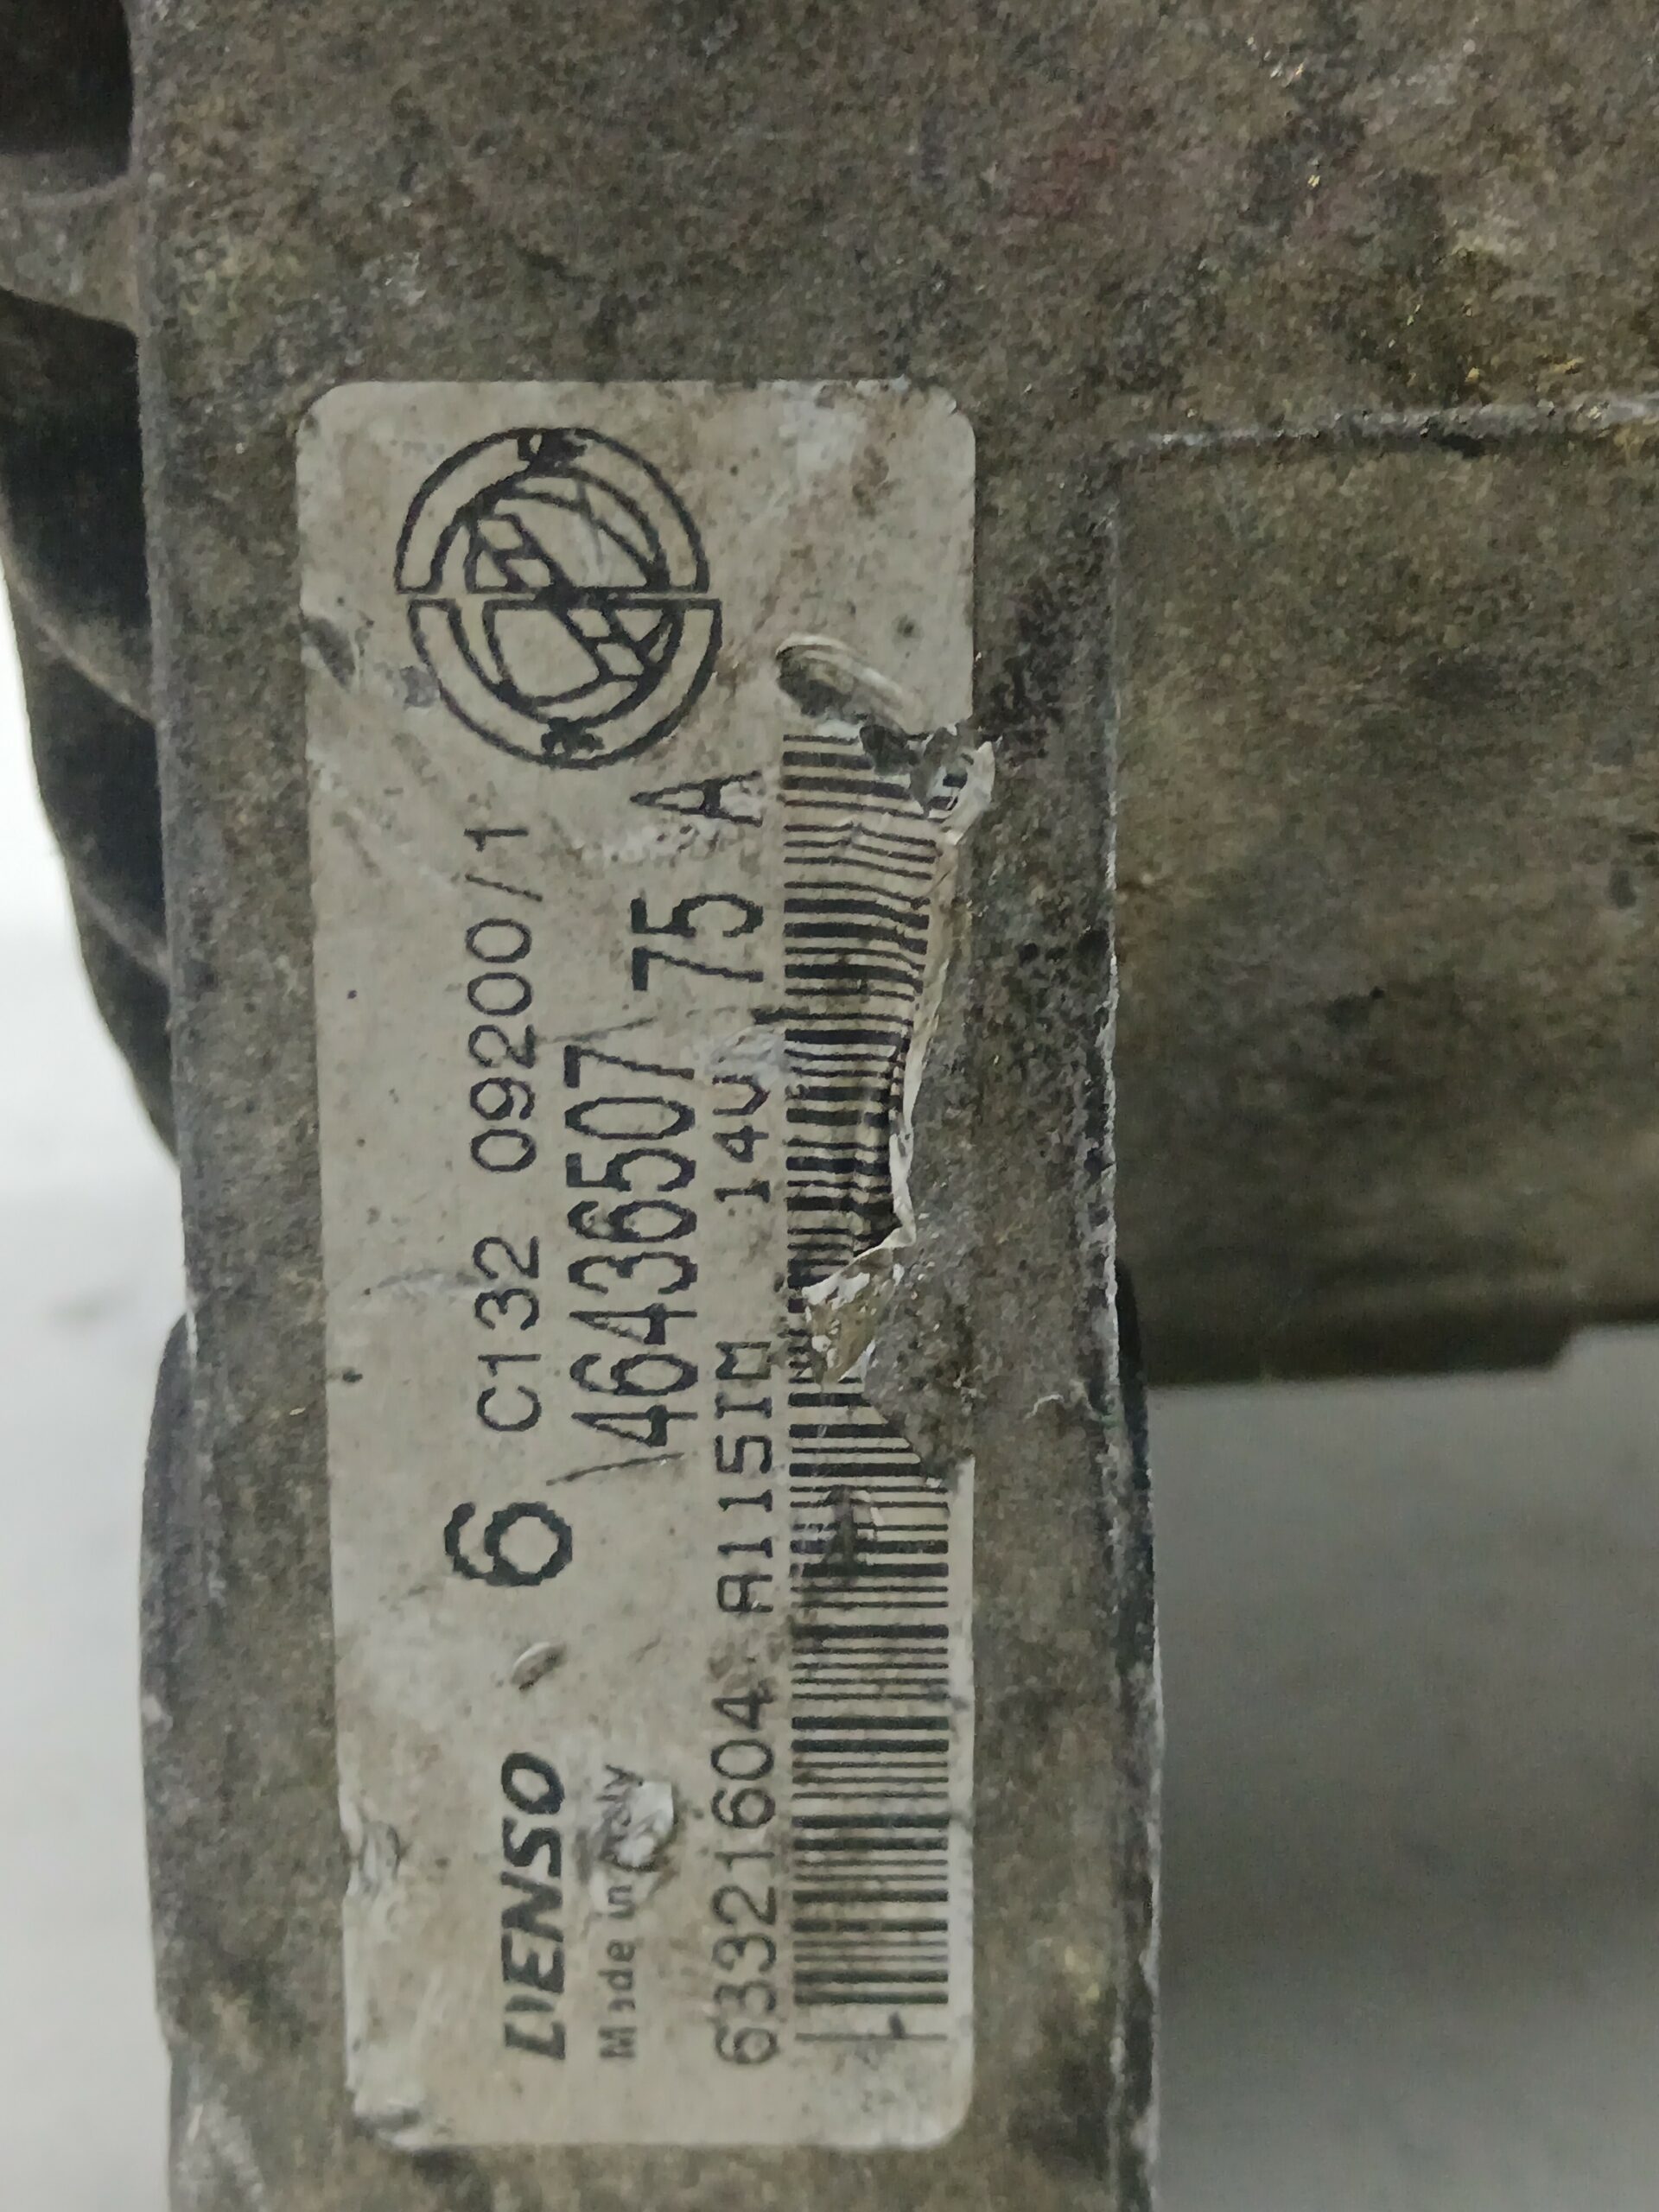 DENSO 6 C132 09200/1
Made in Italy \46436507/ 75 A
63321604 A115IM 14V